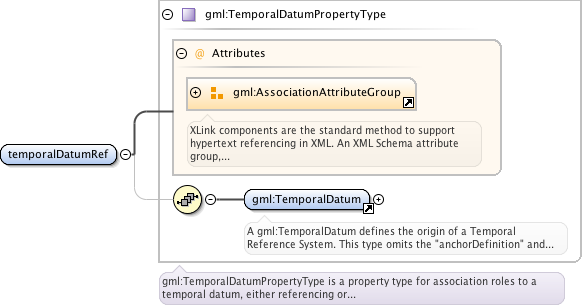 gml:TemporalDatumPropertyType
@ Attributes
gml:AssociationAttributeGroup
XLink components are the standard method to support
hypertext referencing in XML. An XML Schema attribute
group,...
temporalDatumRef
gml:TemporalDatum
A gml:TemporalDatum defines the origin of a Temporal
Reference System. This type omits the "anchorDefinition" and...
gml:TemporalDatumPropertyType is a property type for association roles to
a temporal datum, either referencing or...